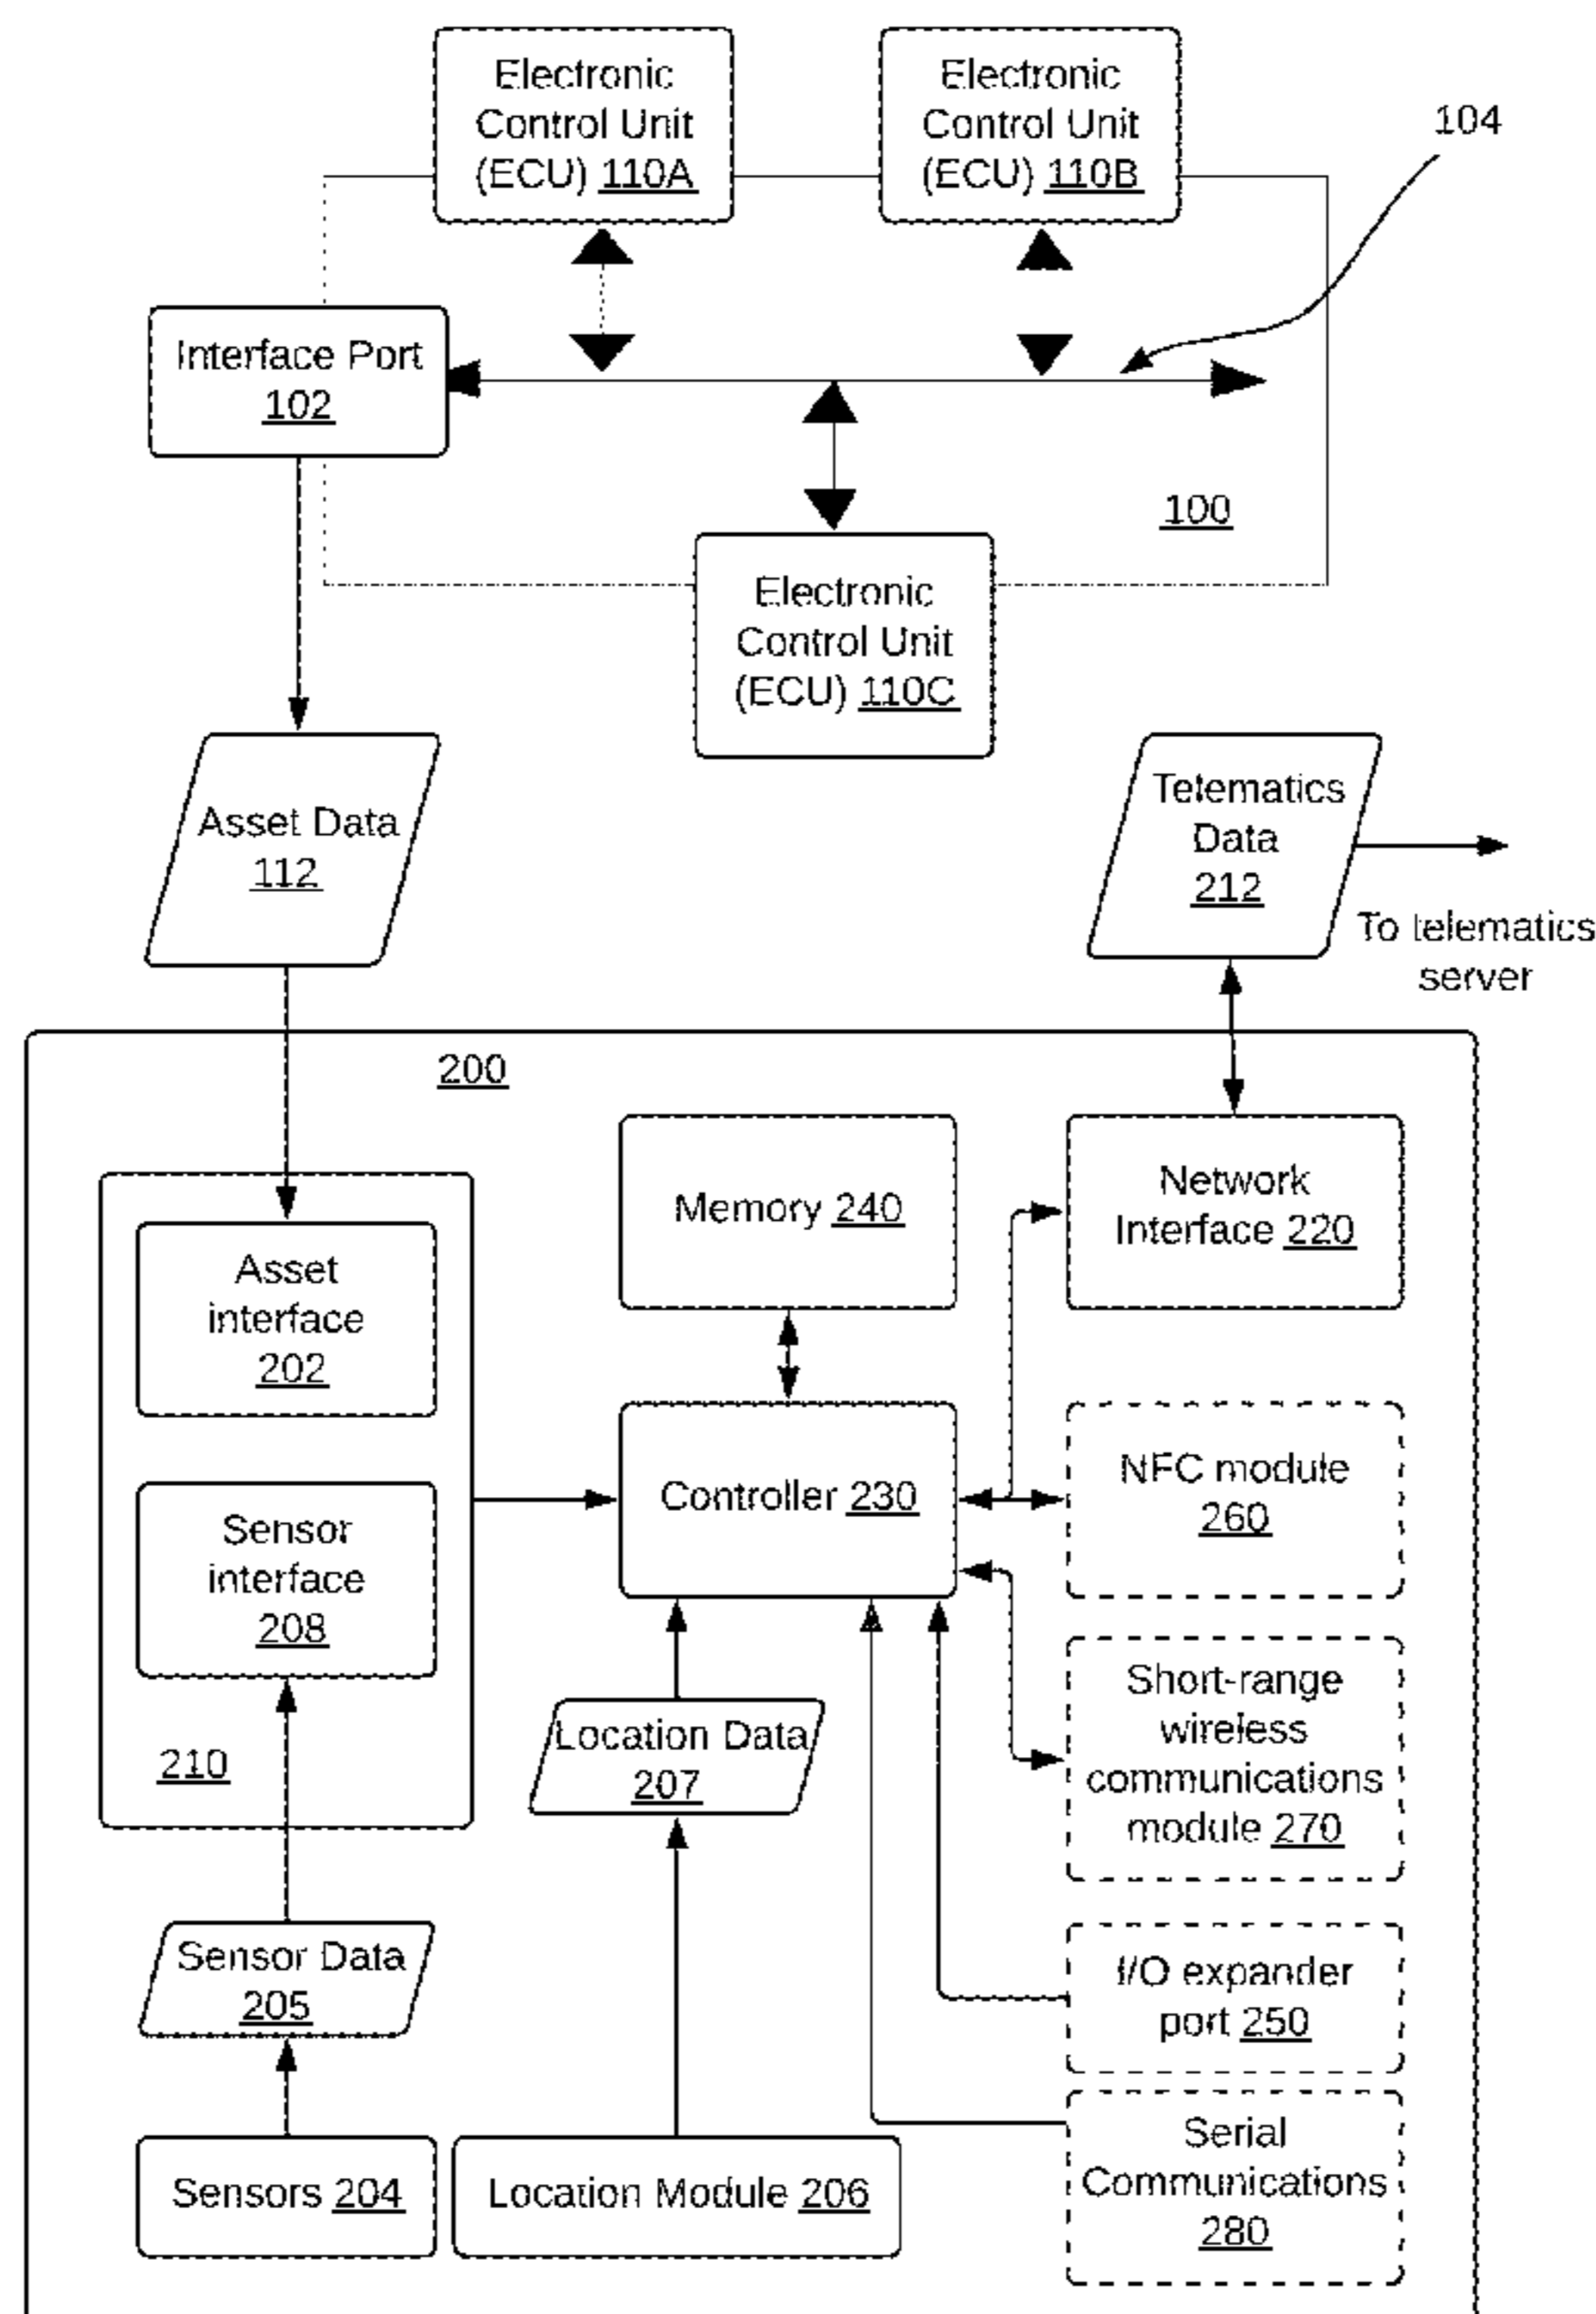 Electronic
Control Unit
(ECU) 110A
Electronic
Control Unit
(ECU) 110B
104
Interface Port
102
100
Electronic
Control Unit
(ECU) 110C
Asset Data
112
Telematics
Data
212
To telematics
server
200
Memory 240
Network
Interface 220
Asset
interface
202
Controller 230
NFC module
260
Sensor
interface
208
Short-range
wireless
communications
module 270
Location Data
207
210
Sensor Data
205
I/O expander
port 250
Serial
Communications
280
Sensors 204
Location Module 206